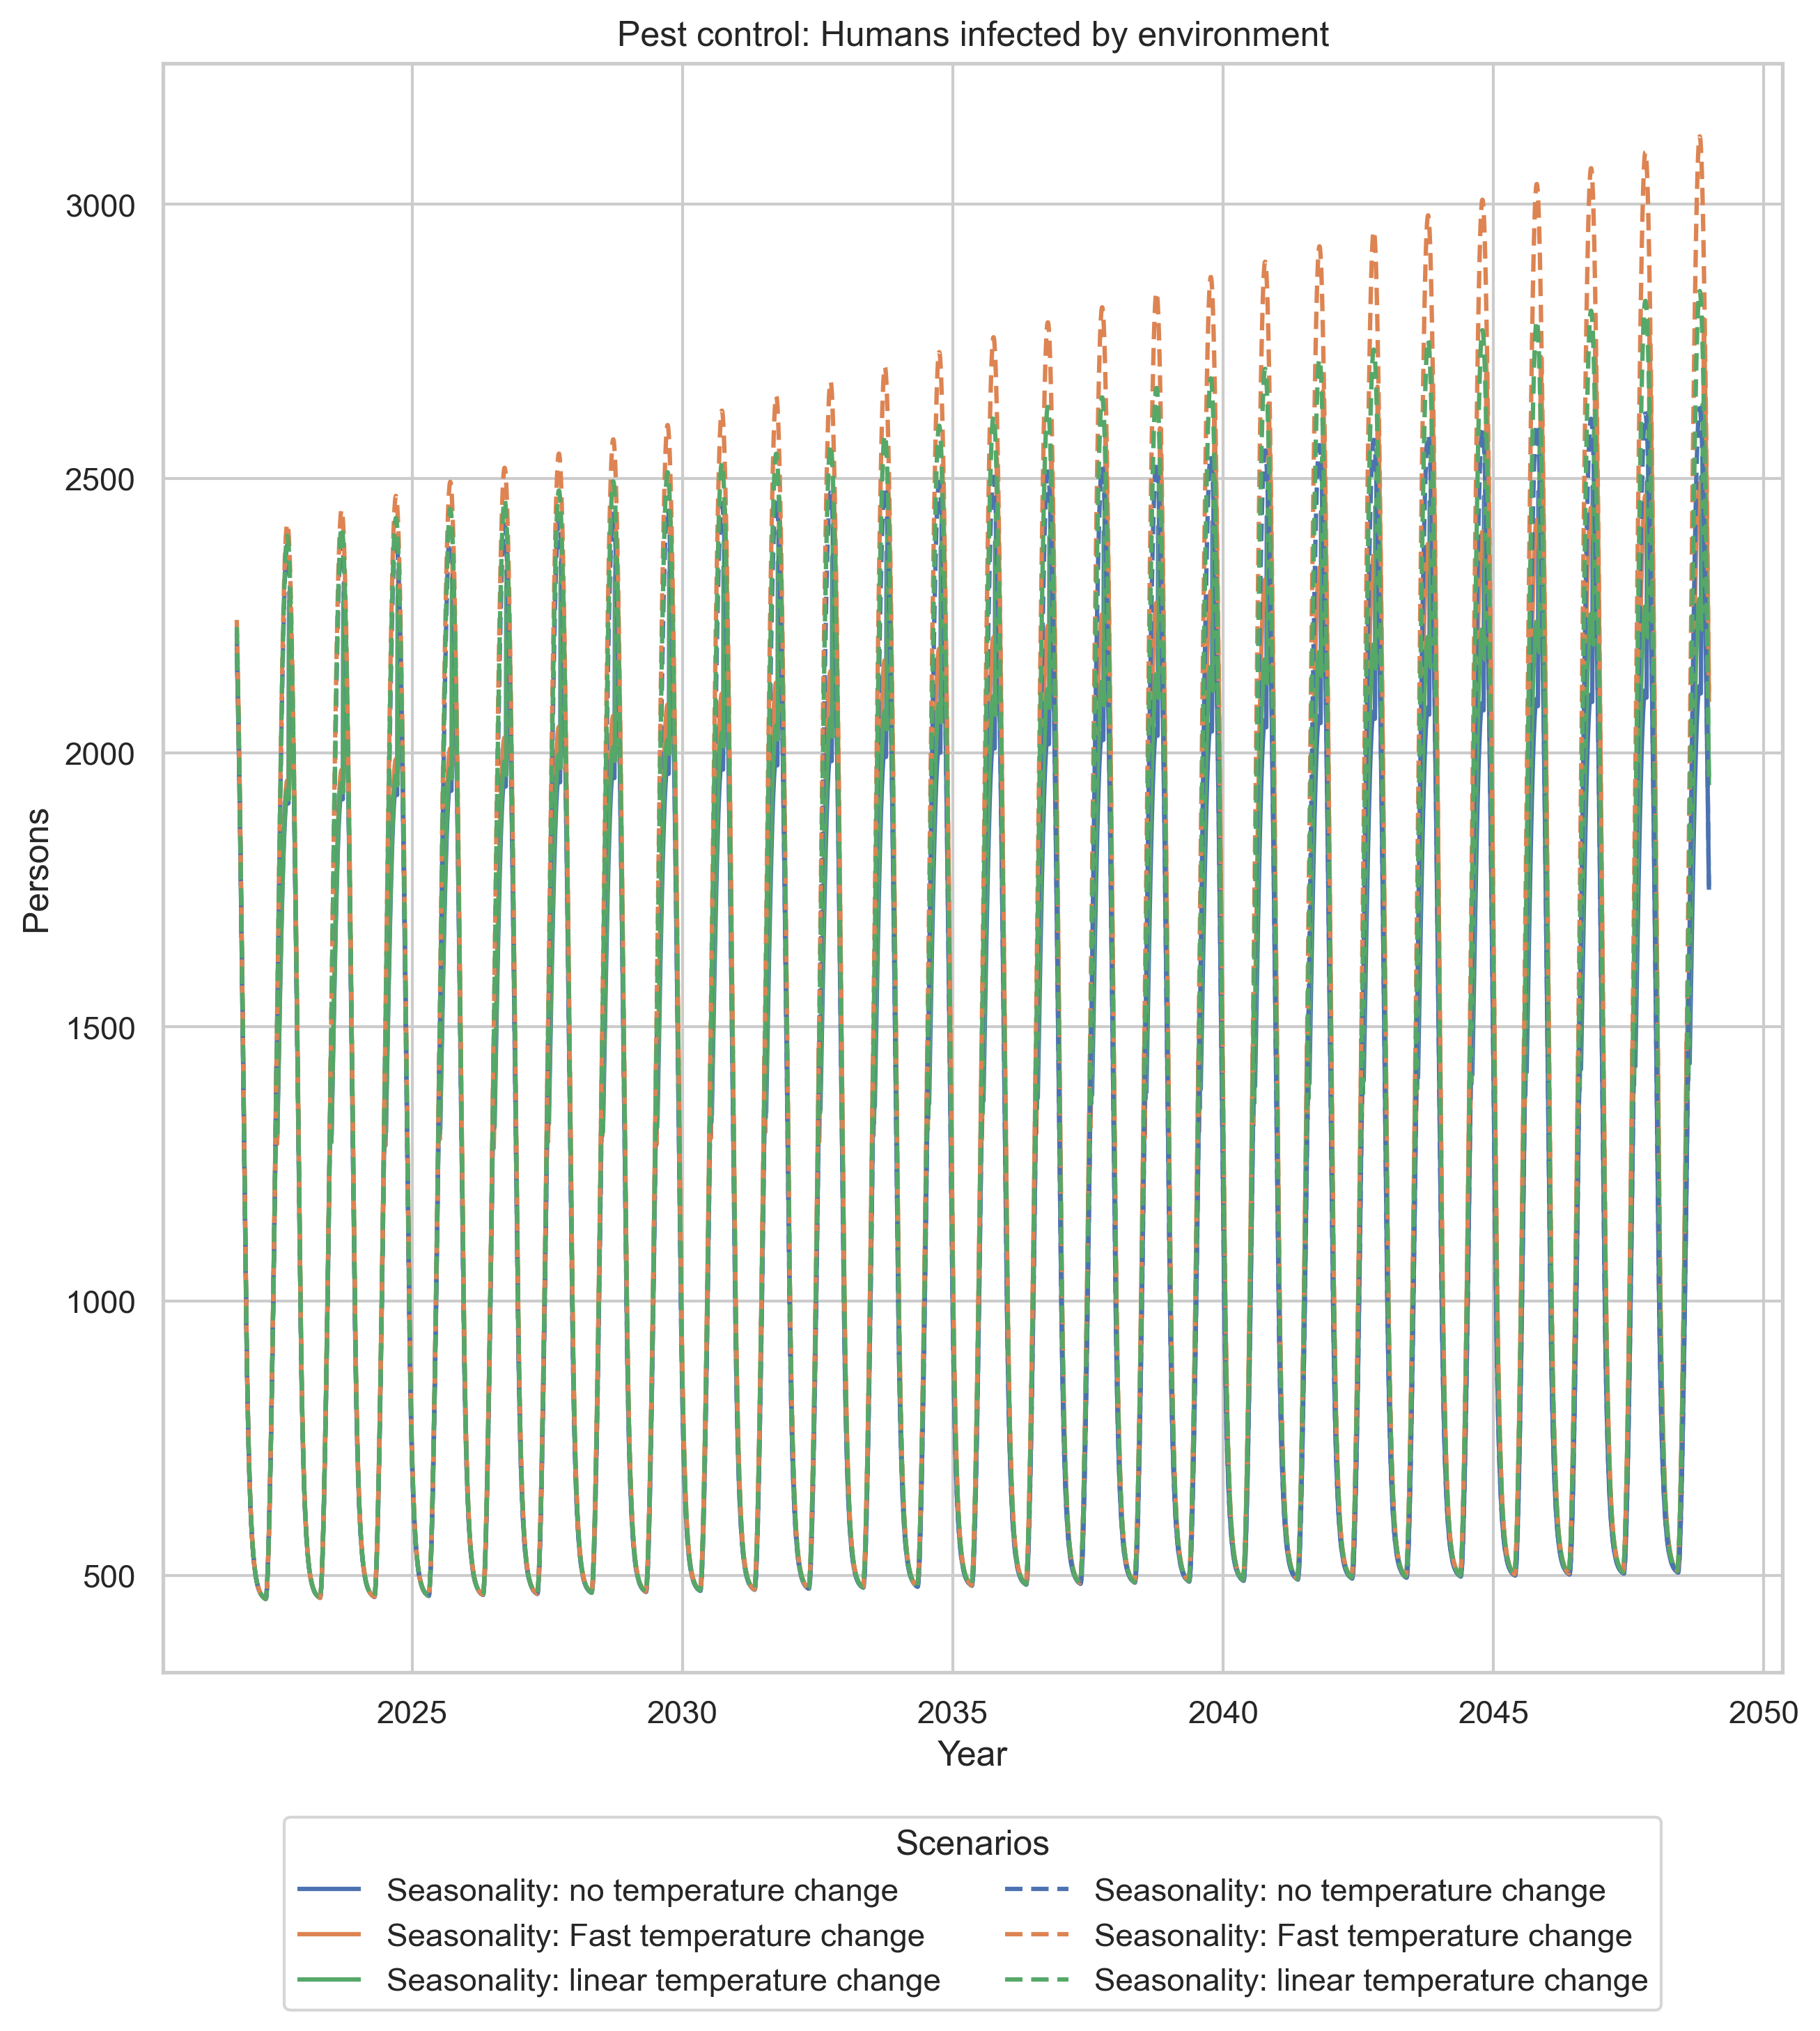 Pest control: Humans infected by environment
3000
2500
2000
1500
1000
500
Persons
2025 2030 2035 2040 2045 2050
Year
Scenarios
Seasonality: no temperature change
Seasonality: Fast temperature change
Seasonality: linear temperature change
Seasonality: no temperature change
Seasonality: Fast temperature change
Seasonality: linear temperature change